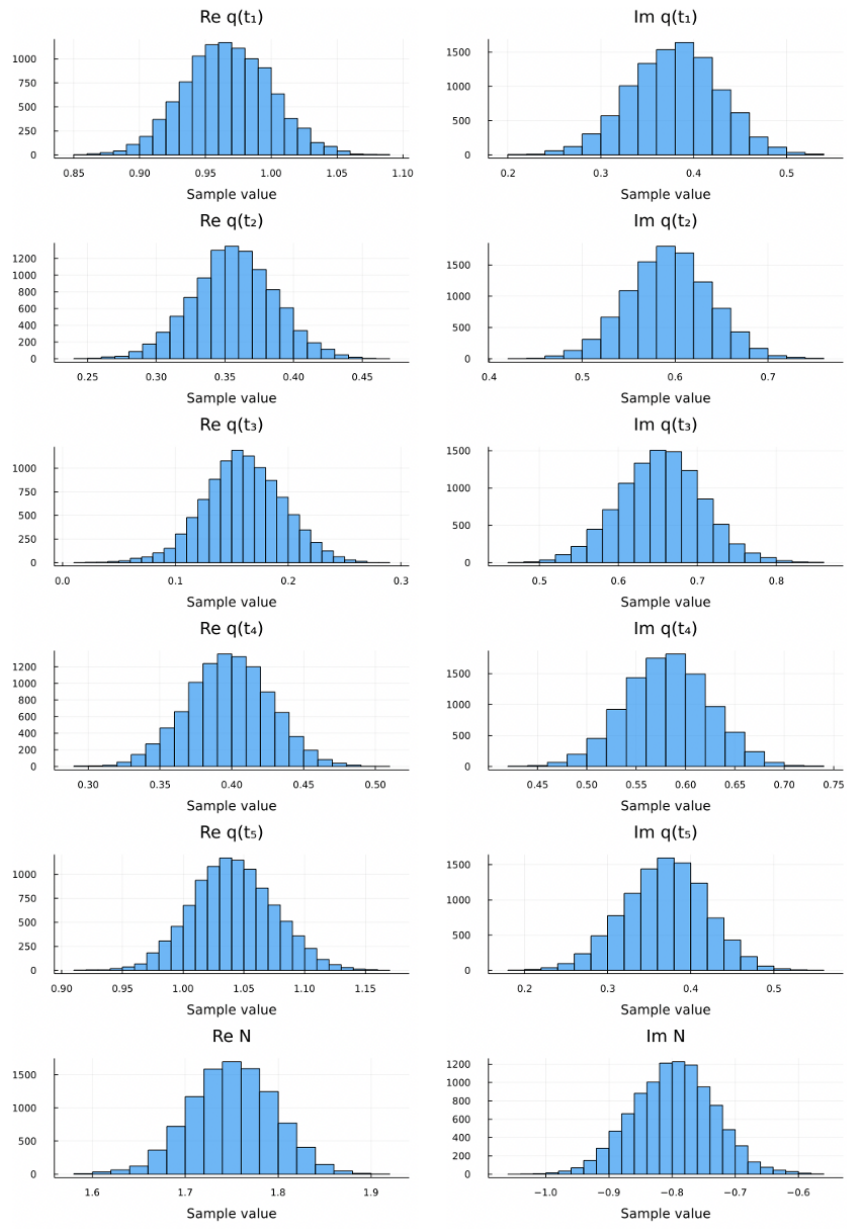 Re q(t₁)
1000
750
500
250
0
0.85 0.90 0.95 1.00 1.05 1.10
Sample value
Im q(t₁)
1500
1000
500
0
0.2 0.3 0.4 0.5
Sample value
Re q(t₂)
1200
1000
800
600
400
200
0
0.25 0.30 0.35 0.40 0.45
Sample value
Im q(t₂)
1500
1000
500
0
0.4 0.5 0.6 0.7
Sample value
Re q(t₃)
1000
750
500
250
0
0.0 0.1 0.2 0.3
Sample value
Im q(t₃)
1500
1000
500
0
0.5 0.6 0.7 0.8
Sample value
Re q(t₄)
1200
1000
800
600
400
200
0
0.30 0.35 0.40 0.45 0.50
Sample value
Im q(t₄)
1500
1000
500
0
0.45 0.50 0.55 0.60 0.65 0.70 0.75
Sample value
Re q(t₅)
1000
750
500
250
0
0.90 0.95 1.00 1.05 1.10 1.15
Sample value
Im q(t₅)
1500
1000
500
0
0.2 0.3 0.4 0.5
Sample value
Re N
1500
1000
500
0
1.6 1.7 1.8 1.9
Sample value
Im N
1200
1000
800
600
400
200
0
−1.0 −0.9 −0.8 −0.7 −0.6
Sample value